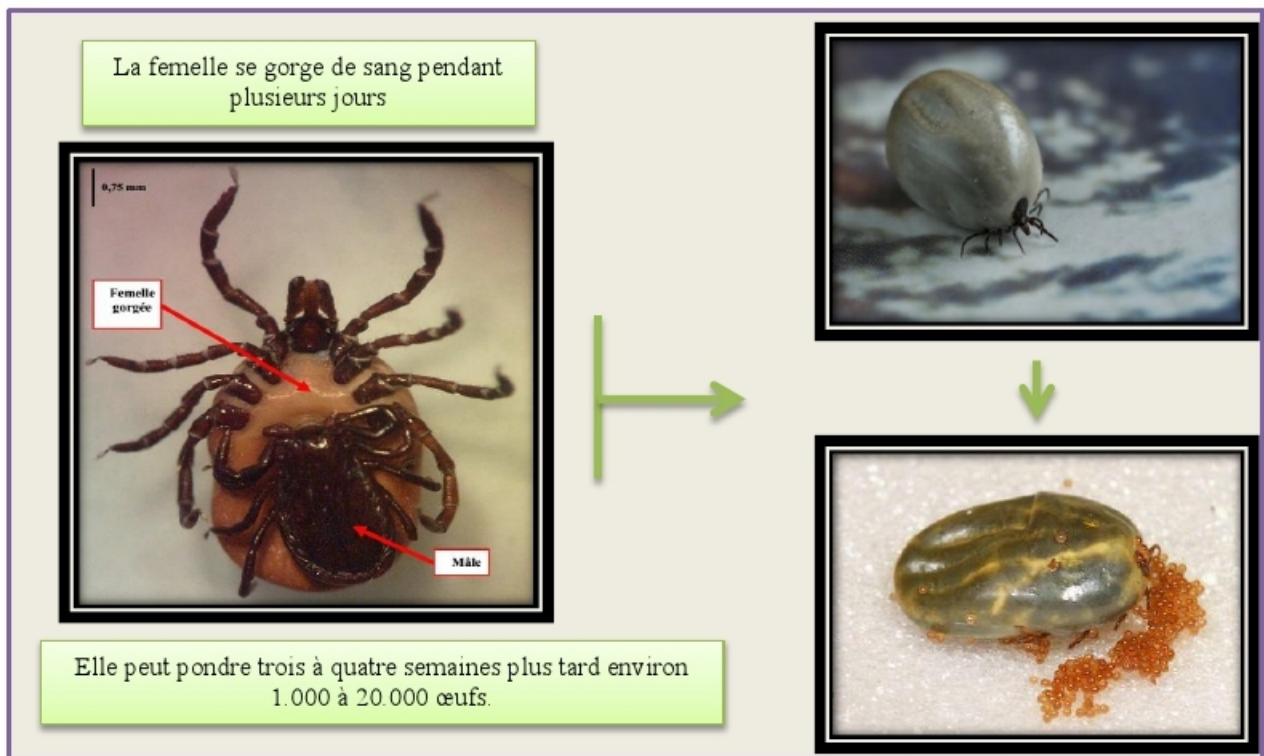 La femelle se gorge de sang pendant
plusieurs jours
0,75 mm
Femelle
gorgée
Mâle
Elle peut pondre trois à quatre semaines plus tard environ
1.000 à 20.000 œufs.